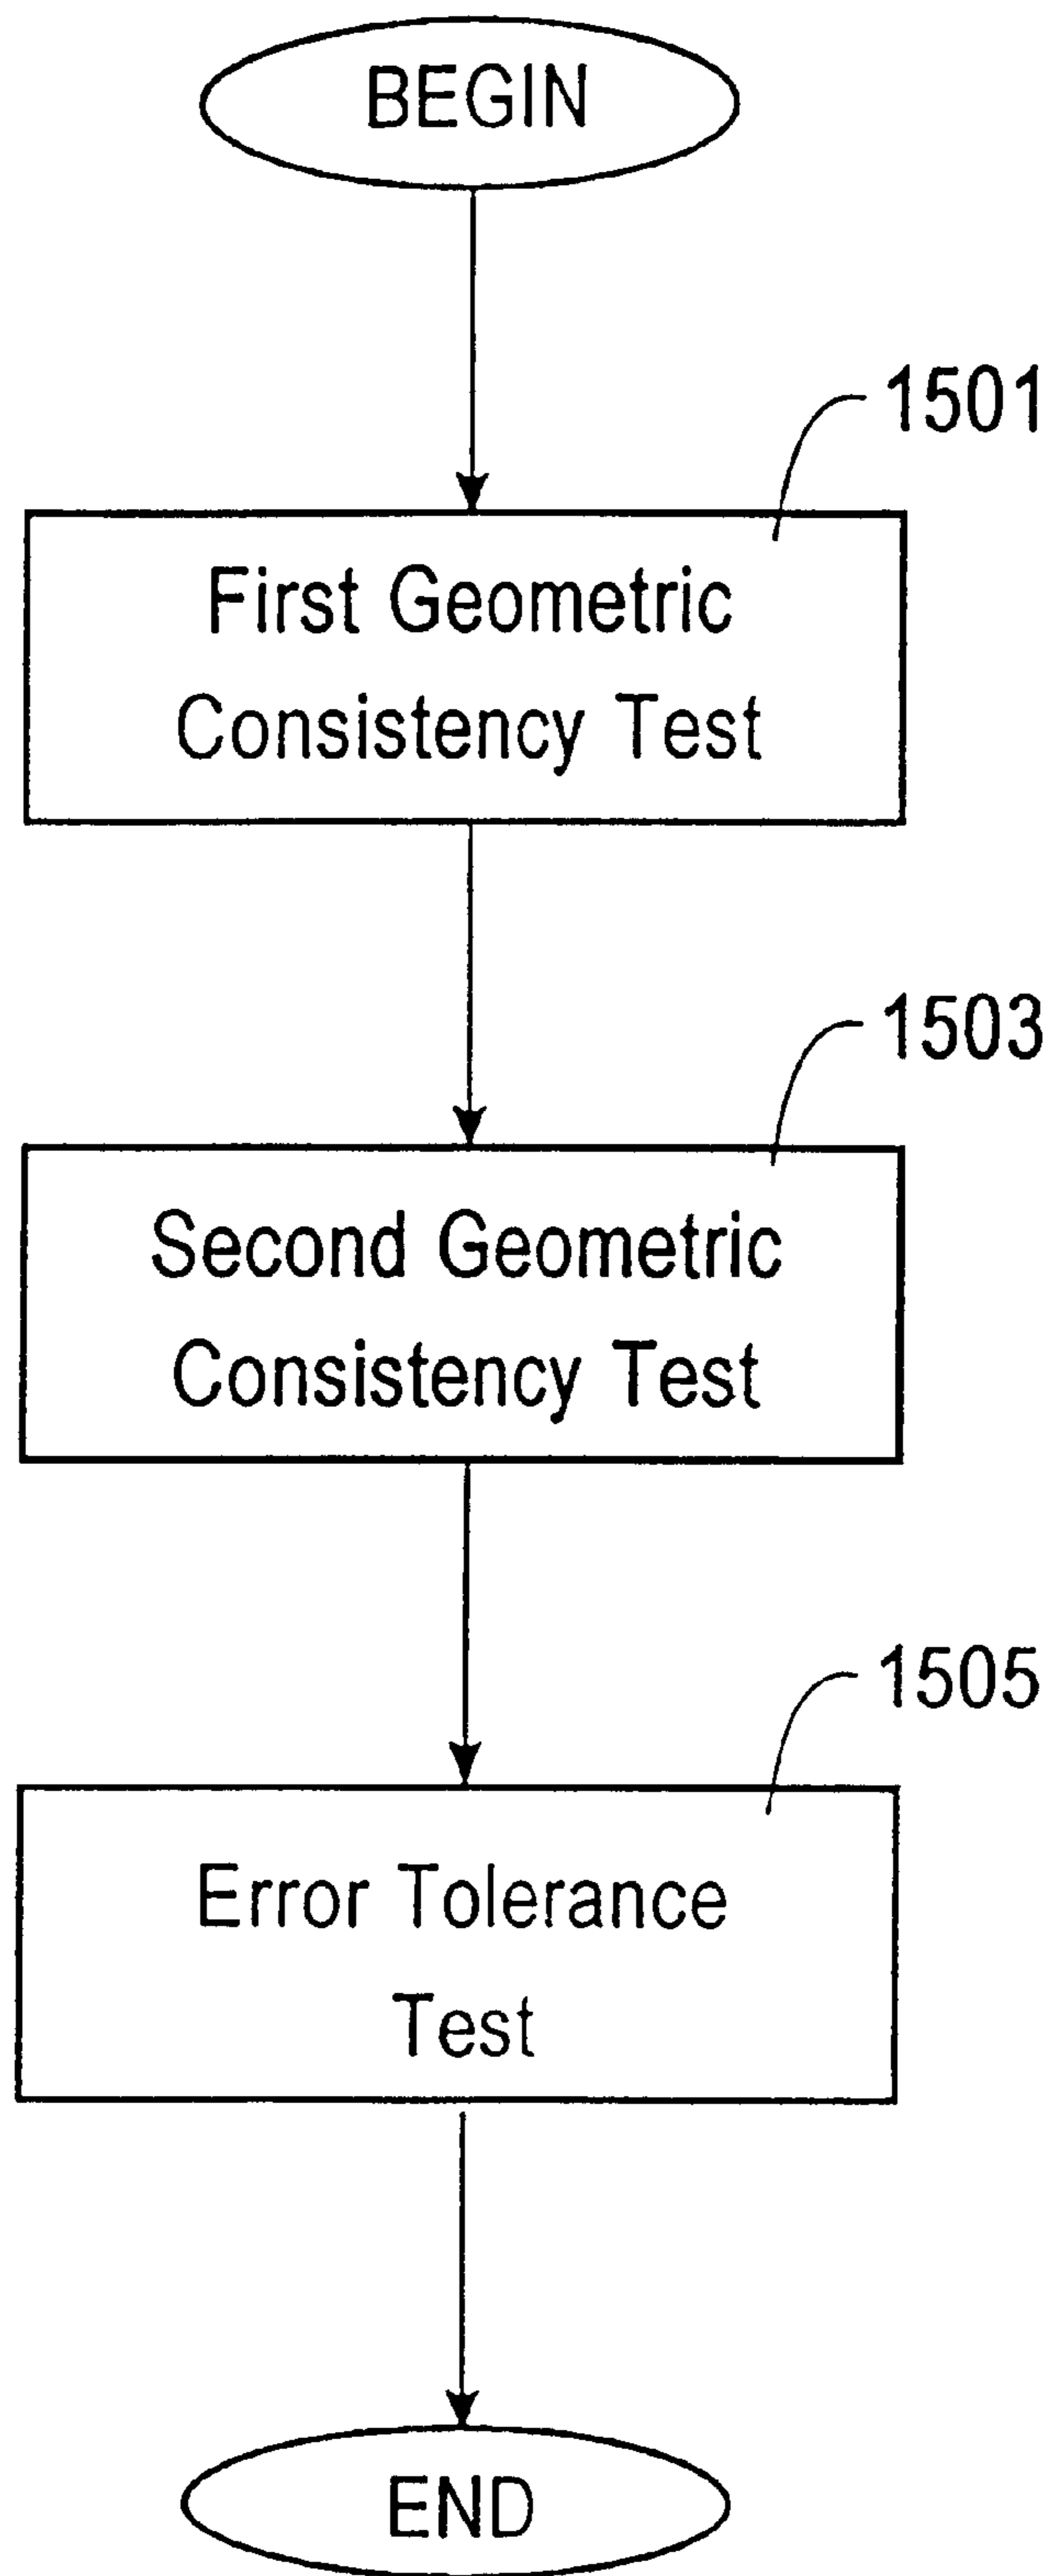 BEGIN
1501
First Geometric
Consistency Test
1503
Second Geometric
Consistency Test
1505
Error Tolerance
Test
END